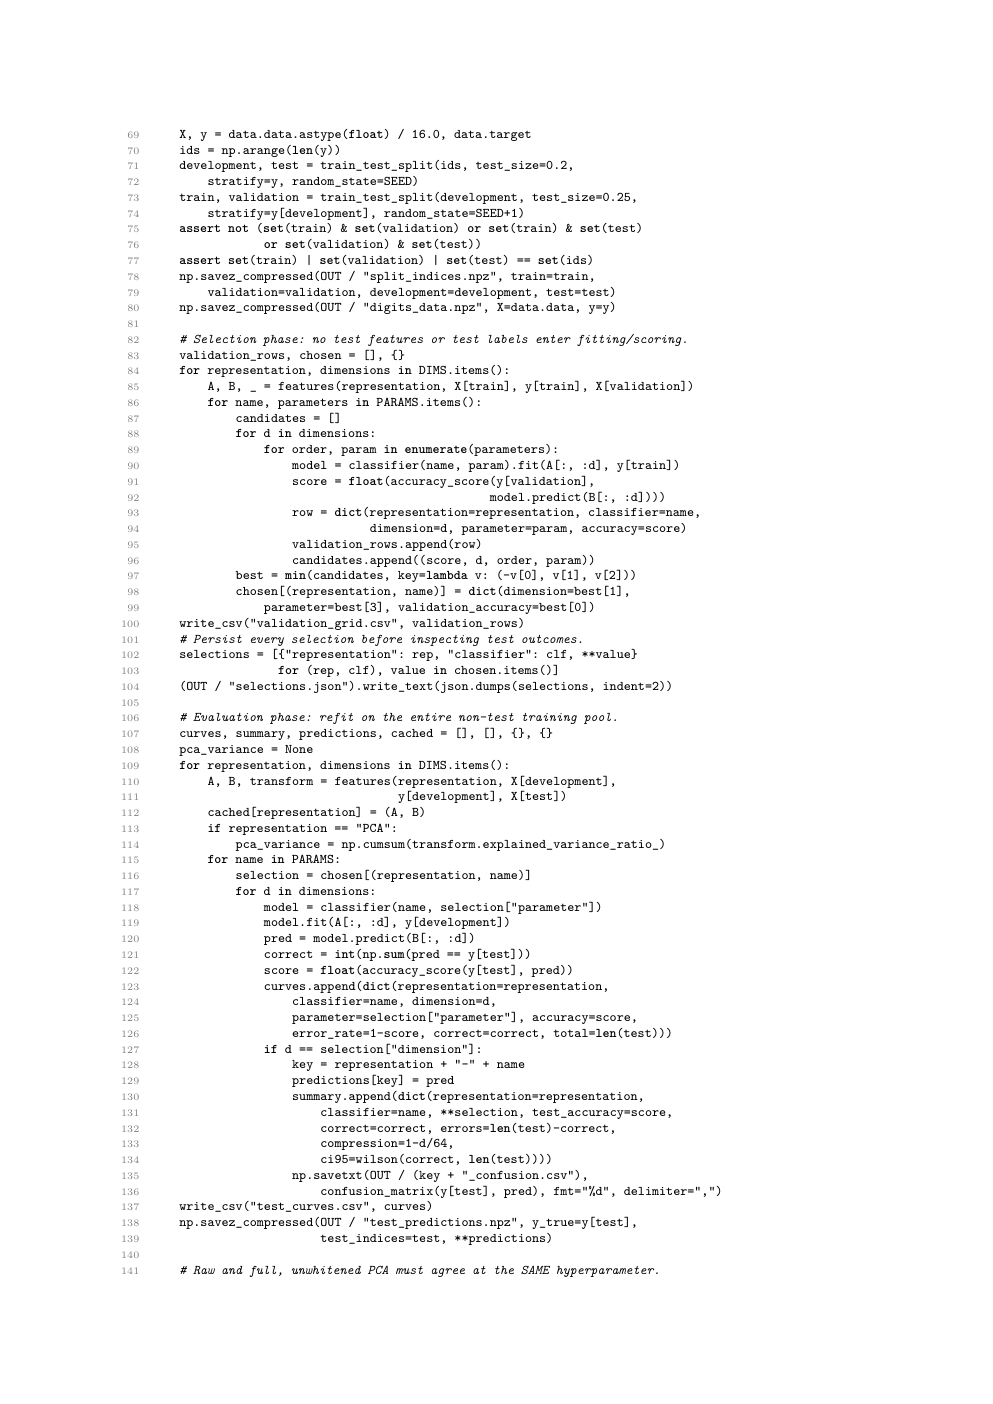 69 X, y = data.data.astype(float) / 16.0, data.target
70 ids = np.arange(len(y))
71 development, test = train_test_split(ids, test_size=0.2,
72 stratify=y, random_state=SEED)
73 train, validation = train_test_split(development, test_size=0.25,
74 stratify=y[development], random_state=SEED+1)
75 assert not (set(train) & set(validation) or set(train) & set(test)
76 or set(validation) & set(test))
77 assert set(train) | set(validation) | set(test) == set(ids)
78 np.savez_compressed(OUT / "split_indices.npz", train=train,
79 validation=validation, development=development, test=test)
80 np.savez_compressed(OUT / "digits_data.npz", X=data.data, y=y)
81
82 # Selection phase: no test features or test labels enter fitting/scoring.
83 validation_rows, chosen = [], {}
84 for representation, dimensions in DIMS.items():
85 A, B, _ = features(representation, X[train], y[train], X[validation])
86 for name, parameters in PARAMS.items():
87 candidates = []
88 for d in dimensions:
89 for order, param in enumerate(parameters):
90 model = classifier(name, param).fit(A[:, :d], y[train])
91 score = float(accuracy_score(y[validation],
92 model.predict(B[:, :d])))
93 row = dict(representation=representation, classifier=name,
94 dimension=d, parameter=param, accuracy=score)
95 validation_rows.append(row)
96 candidates.append((score, d, order, param))
97 best = min(candidates, key=lambda v: (-v[0], v[1], v[2]))
98 chosen[(representation, name)] = dict(dimension=best[1],
99 parameter=best[3], validation_accuracy=best[0])
100 write_csv("validation_grid.csv", validation_rows)
101 # Persist every selection before inspecting test outcomes.
102 selections = [{"representation": rep, "classifier": clf, **value}
103 for (rep, clf), value in chosen.items()]
104 (OUT / "selections.json").write_text(json.dumps(selections, indent=2))
105
106 # Evaluation phase: refit on the entire non-test training pool.
107 curves, summary, predictions, cached = [], [], {}, {}
108 pca_variance = None
109 for representation, dimensions in DIMS.items():
110 A, B, transform = features(representation, X[development],
111 y[development], X[test])
112 cached[representation] = (A, B)
113 if representation == "PCA":
114 pca_variance = np.cumsum(transform.explained_variance_ratio_)
115 for name in PARAMS:
116 selection = chosen[(representation, name)]
117 for d in dimensions:
118 model = classifier(name, selection["parameter"])
119 model.fit(A[:, :d], y[development])
120 pred = model.predict(B[:, :d])
121 correct = int(np.sum(pred == y[test]))
122 score = float(accuracy_score(y[test], pred))
123 curves.append(dict(representation=representation,
124 classifier=name, dimension=d,
125 parameter=selection["parameter"], accuracy=score,
126 error_rate=1-score, correct=correct, total=len(test)))
127 if d == selection["dimension"]:
128 key = representation + "-" + name
129 predictions[key] = pred
130 summary.append(dict(representation=representation,
131 classifier=name, **selection, test_accuracy=score,
132 correct=correct, errors=len(test)-correct,
133 compression=1-d/64,
134 ci95=wilson(correct, len(test))))
135 np.savetxt(OUT / (key + "_confusion.csv"),
136 confusion_matrix(y[test], pred), fmt="%d", delimiter=",")
137 write_csv("test_curves.csv", curves)
138 np.savez_compressed(OUT / "test_predictions.npz", y_true=y[test],
139 test_indices=test, **predictions)
140
141 # Raw and full, unwhitened PCA must agree at the SAME hyperparameter.